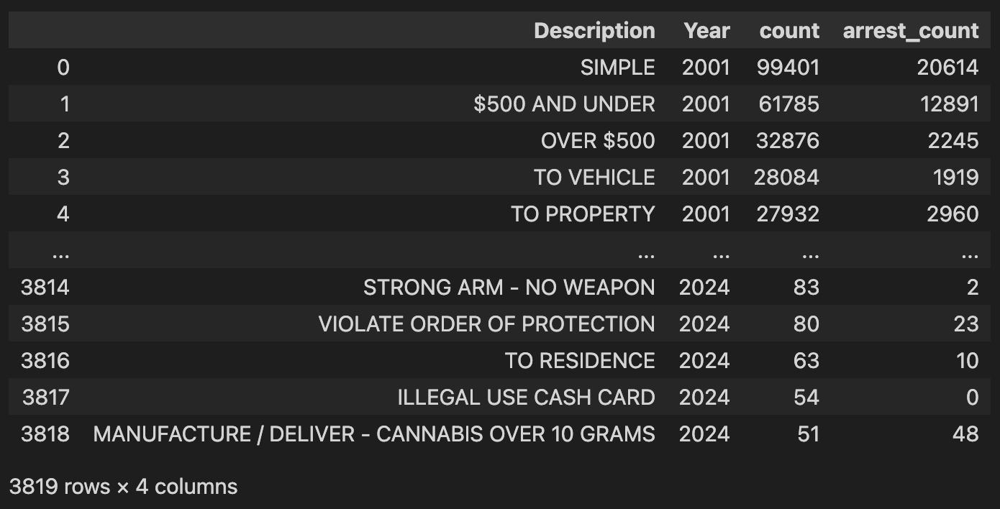 Description Year count arrest_count
0 SIMPLE 2001 99401 20614
1 $500 AND UNDER 2001 61785 12891
2 OVER $500 2001 32876 2245
3 TO VEHICLE 2001 28084 1919
4 TO PROPERTY 2001 27932 2960
... ... ... ... ...
3814 STRONG ARM - NO WEAPON 2024 83 2
3815 VIOLATE ORDER OF PROTECTION 2024 80 23
3816 TO RESIDENCE 2024 63 10
3817 ILLEGAL USE CASH CARD 2024 54 0
3818 MANUFACTURE / DELIVER - CANNABIS OVER 10 GRAMS 2024 51 48
3819 rows × 4 columns